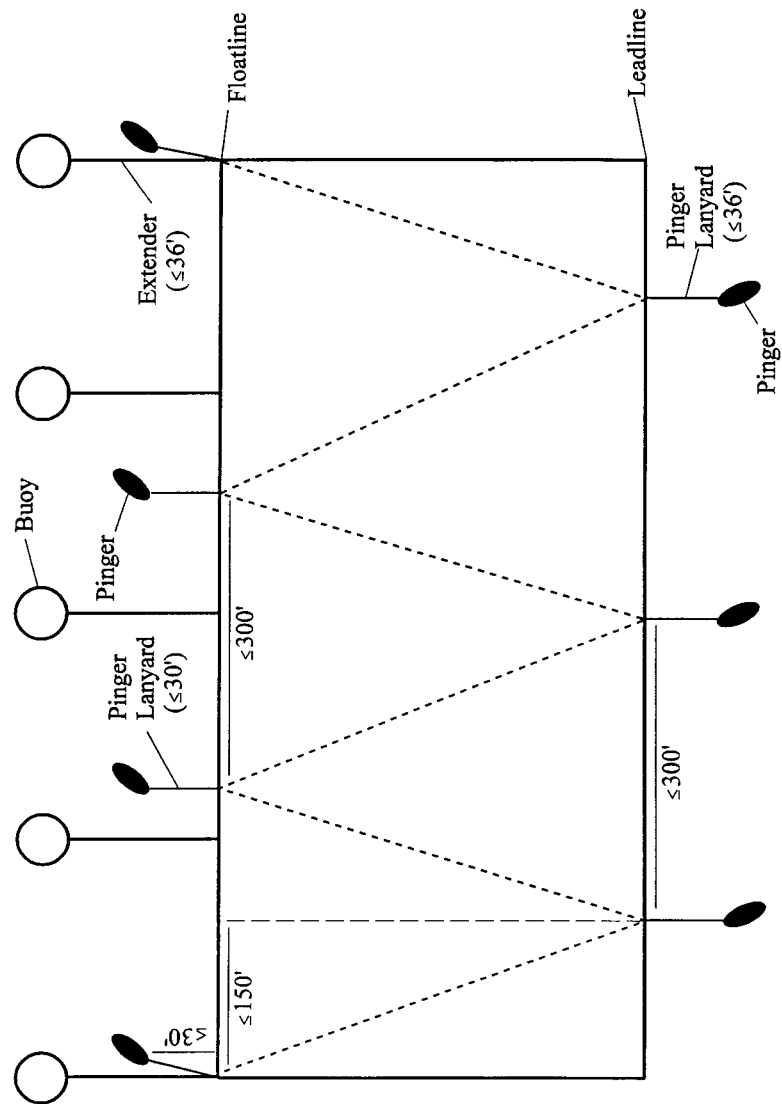 Buoy
Pinger
Lanyard
(≤30')
Pinger
Extender
(≤36')
≤30'
Floatline
≤150'
≤300'
Leadline
≤300'
Pinger
Lanyard
(≤36')
Pinger